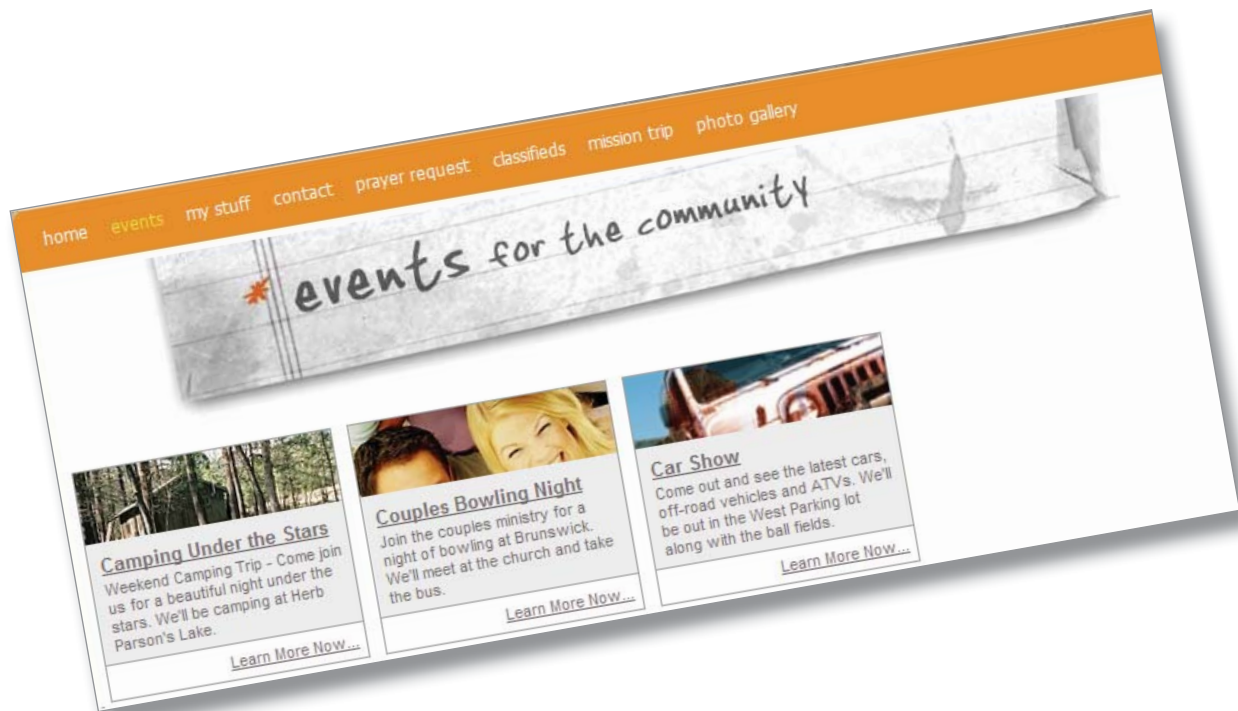 home events my stuff contact prayer request classifieds mission trip photo gallery
* events for the community
Camping Under the Stars
Weekend Camping Trip - Come join
us for a beautiful night under the
stars. We'll be camping at Herb
Parson's Lake.
Learn More Now...
Couples Bowling Night
Join the couples ministry for a
night of bowling at Brunswick.
We'll meet at the church and take
the bus.
Learn More Now...
Car Show
Come out and see the latest cars,
off-road vehicles and ATVs. We'll
be out in the West Parking lot
along with the ball fields.
Learn More Now...